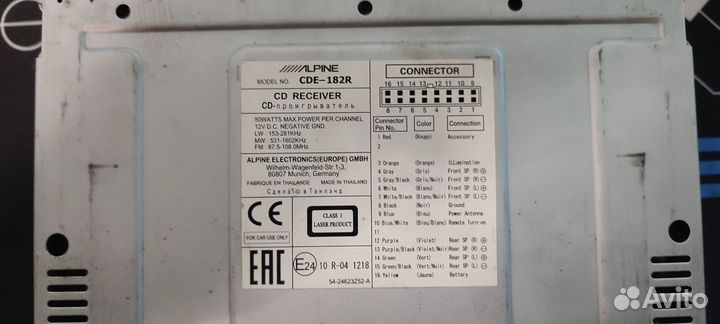 ALPINE
MODEL NO. CDE-182R
CD RECEIVER
CD-проигрыватель
50WATTS MAX POWER PER CHANNEL
12V D.C. NEGATIVE GND.
LW : 153-281KHz
MW : 531-1602KHz
FM : 87.5-108.0MHz
ALPINE ELECTRONICS(EUROPE) GMBH
Wilhelm-Wagenfeld-Str.1-3,
80807 Munich, Germany
FABRIQUE EN THAILANDE MADE IN THAILAND
Сделано в Таиланд
CE
FOR CAR USE ONLY
CLASS 1
LASER PRODUCT
EAC
E24 10 R-04 1218
54-24623Z52-A
CONNECTOR
16 15 14 13 12 11 10 9
8 7 6 5 4 3 2 1
Connector Pin No. Color Connection
1 Red (Rouge) Accessory
2
3 Orange (Orange) Illumination
4 Gray (Gris) Front SP (R) ⊕
5 Gray/Black (Gris/Noir) Front SP (R) ⊖
6 White (Blanc) Front SP (L) ⊕
7 White/Black (Blanc/Noir) Front SP (L) ⊖
8 Black (Noir) Ground
9 Blue (Bleu) Power Antenna
10 Blue/White (Bleu/Blanc) Remote Turn-on
11
12 Purple (Violet) Rear SP (R) ⊕
13 Purple/Black (Violet/Noir) Rear SP (R) ⊖
14 Green (Vert) Rear SP (L) ⊕
15 Green/Black (Vert/Noir) Rear SP (L) ⊖
16 Yellow (Jaune) Battery
Avito